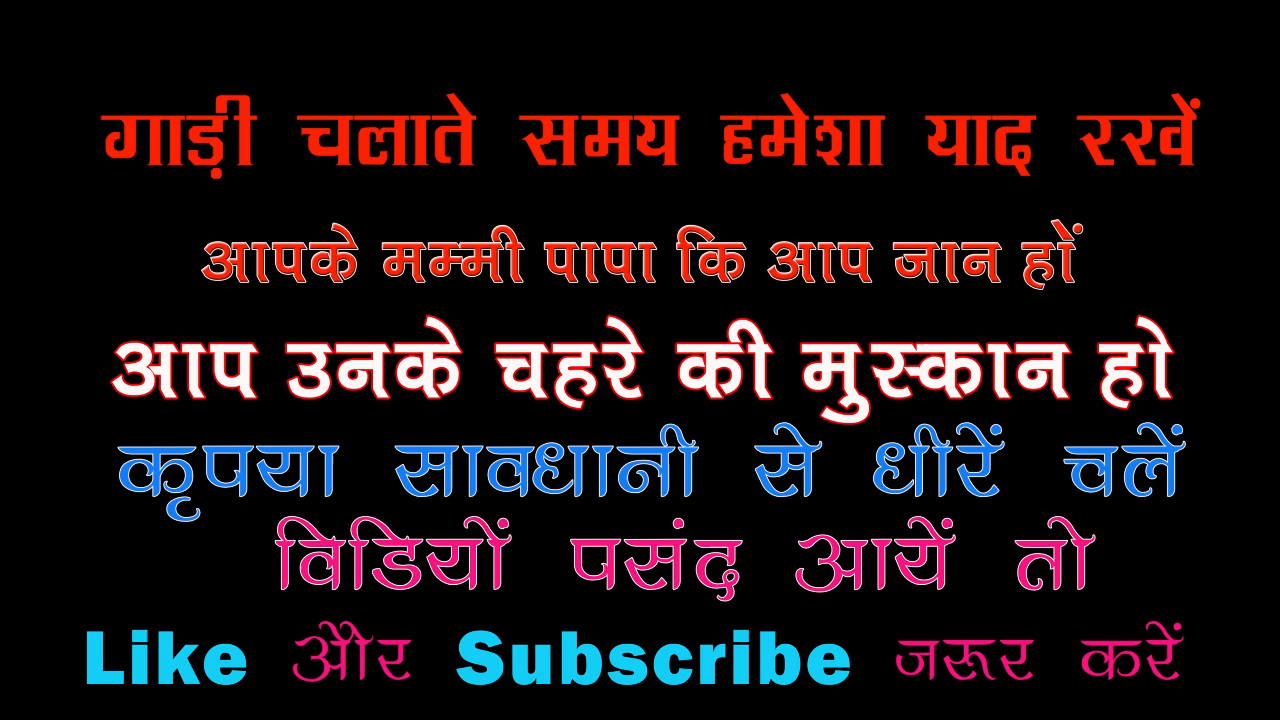 गाड़ी चलाते समय हमेशा याद रखें
आपके मम्मी पापा कि आप जान हों
आप उनके चहरे की मुस्कान हो
कृपया सावधानी से धीरें चलें
विडियों पसंद आयें तो
Like और Subscribe जरूर करें